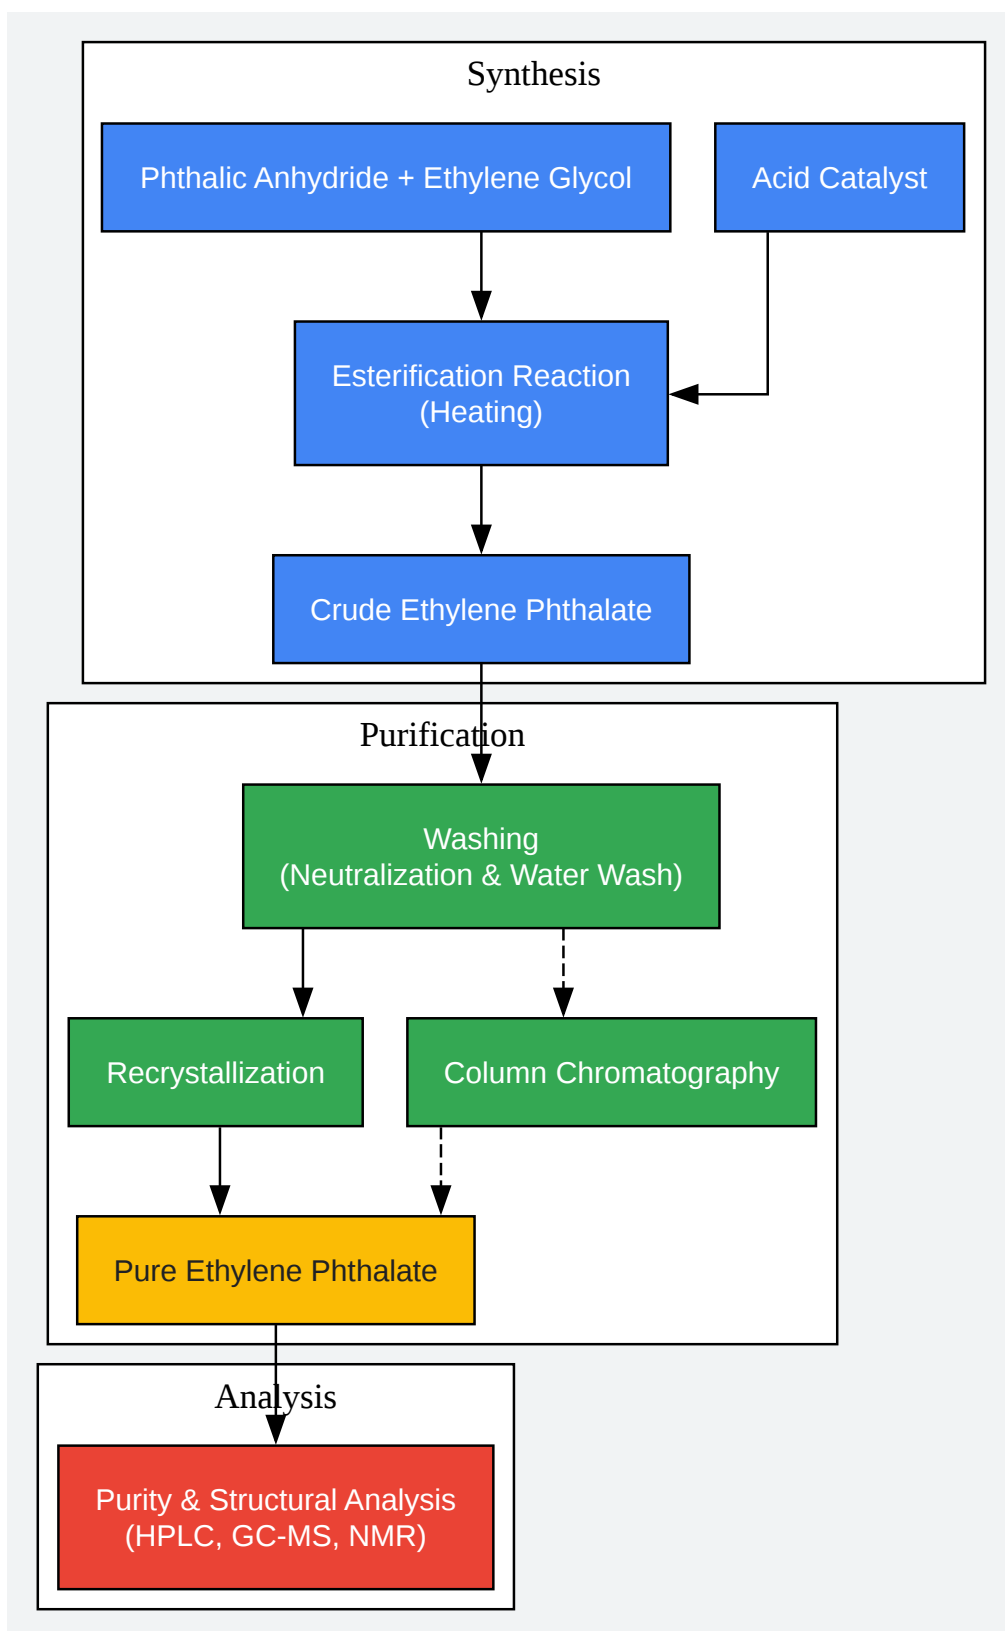 Synthesis
Phthalic Anhydride + Ethylene Glycol
Acid Catalyst
Esterification Reaction
(Heating)
Crude Ethylene Phthalate
Purification
Washing
(Neutralization & Water Wash)
Recrystallization
Column Chromatography
Pure Ethylene Phthalate
Analysis
Purity & Structural Analysis
(HPLC, GC-MS, NMR)